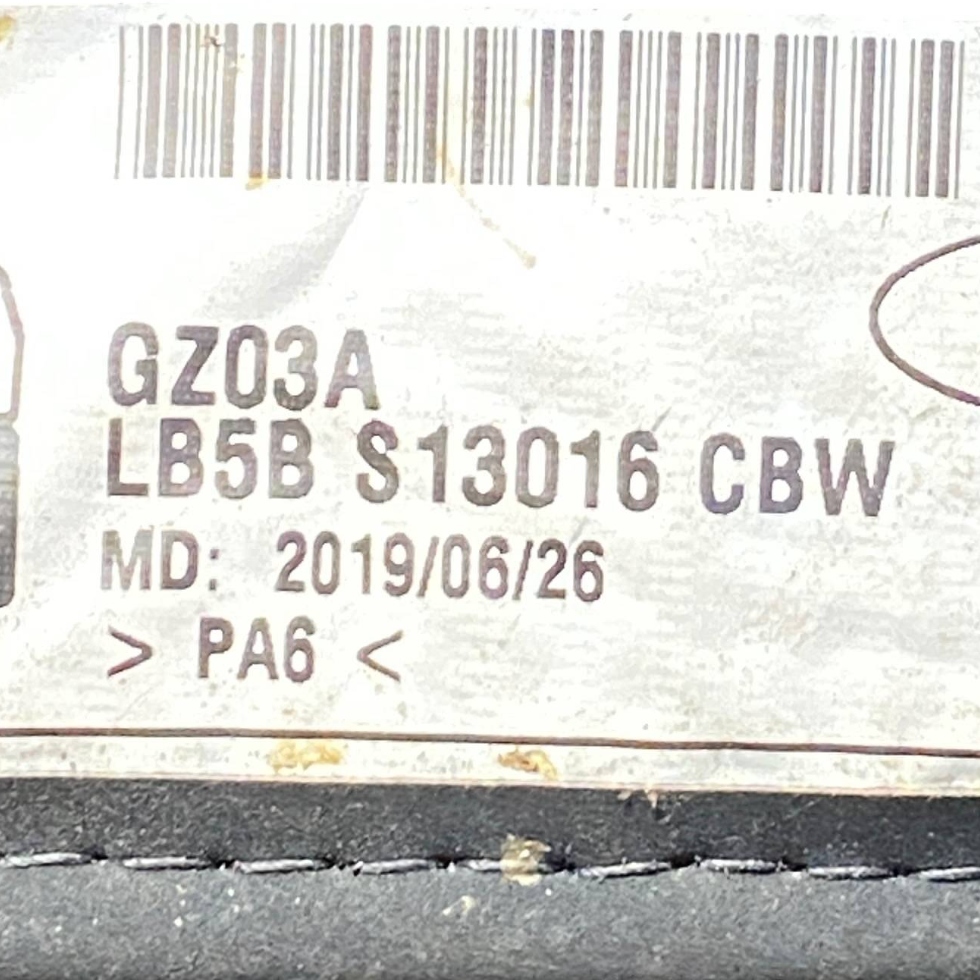 GZ03A
LB5B S13016 CBW
MD: 2019/06/26
> PA6 <